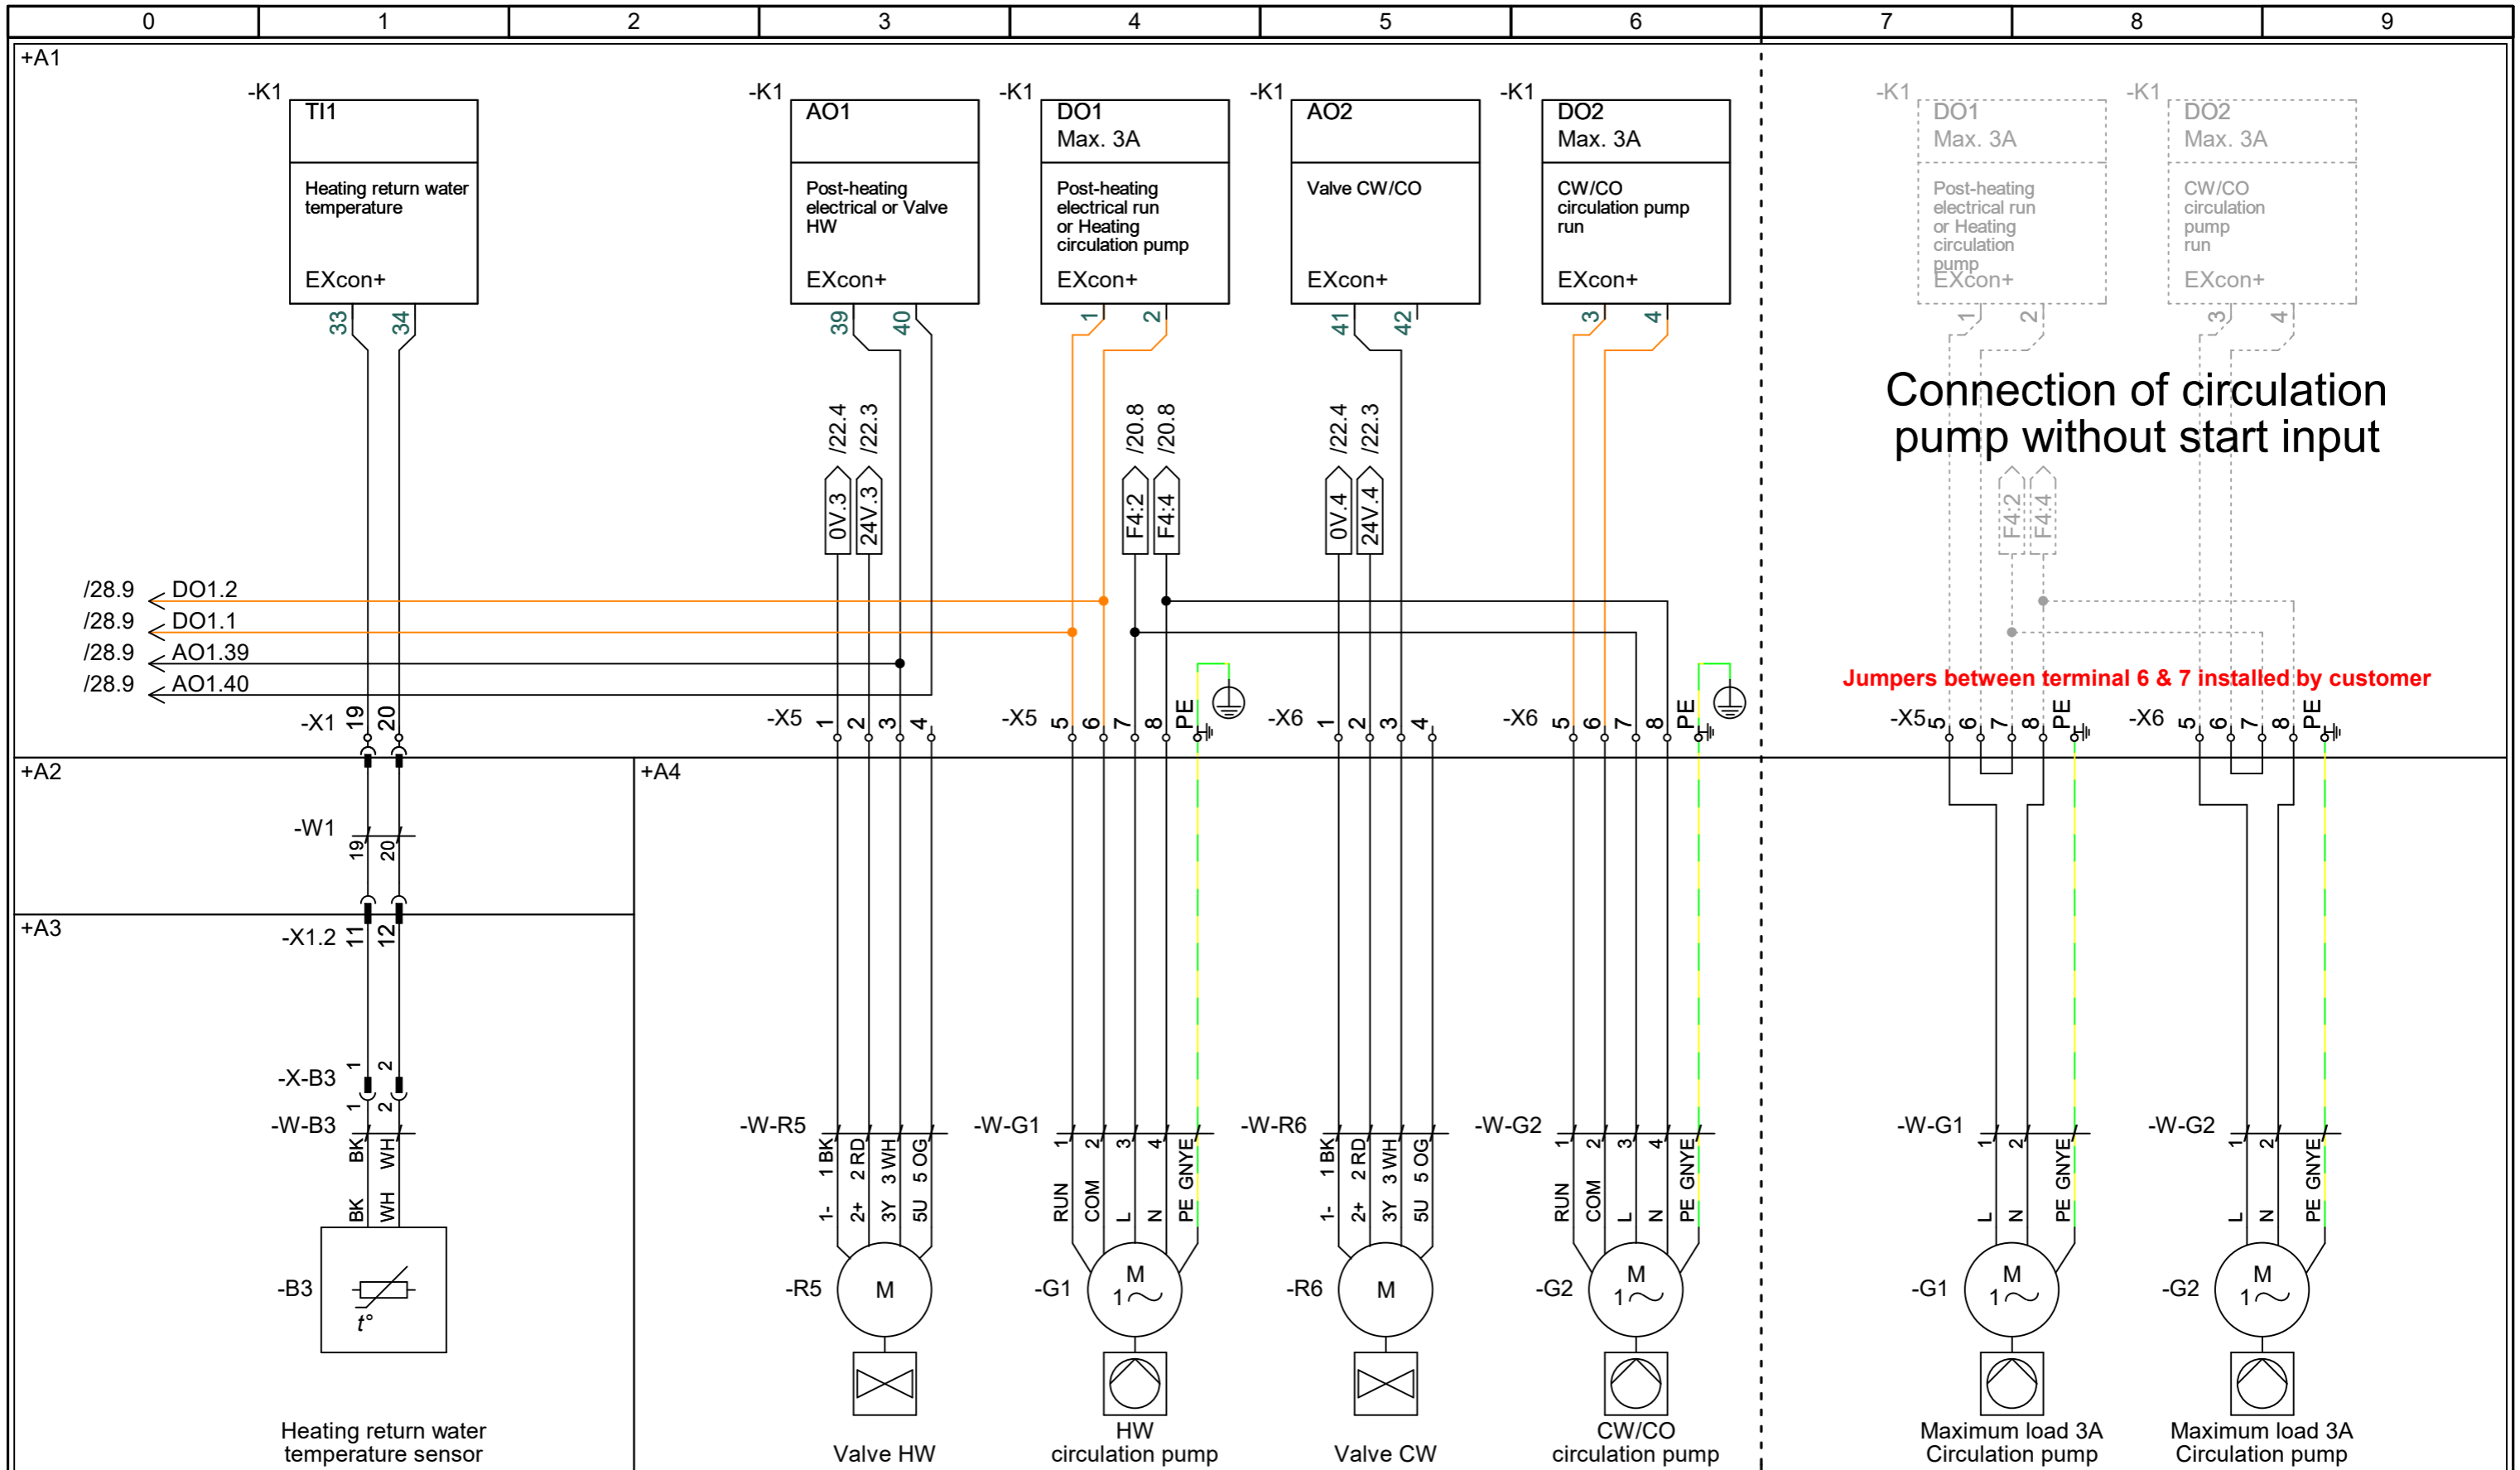 0 1 2 3 4 5 6 7 8 9
+A1
-K1
TI1
Heating return water
temperature
EXcon+
33 34
-K1
AO1
Post-heating
electrical or Valve
HW
EXcon+
39 40
-K1
DO1
Max. 3A
Post-heating
electrical run
or Heating
circulation pump
EXcon+
1 2
-K1
AO2
Valve CW/CO
EXcon+
41 42
-K1
DO2
Max. 3A
CW/CO
circulation pump
run
EXcon+
3 4
-K1
DO1
Max. 3A
Post-heating
electrical run
or Heating
circulation
pump
EXcon+
1 2
-K1
DO2
Max. 3A
CW/CO
circulation
pump
run
EXcon+
3 4
Connection of circulation
pump without start input
0V.3 /22.4
24V.3 /22.3
F4:2 /20.8
F4:4 /20.8
0V.4 /22.4
24V.4 /22.3
F4:2
F4:4
/28.9 DO1.2
/28.9 DO1.1
/28.9 AO1.39
/28.9 AO1.40
Jumpers between terminal 6 & 7 installed by customer
-X1 19 20
-X5 1 2 3 4
-X5 5 6 7 8 PE
-X6 1 2 3 4
-X6 5 6 7 8 PE
-X5 5 6 7 8 PE
-X6 5 6 7 8 PE
+A2
+A4
-W1
19 20
+A3
-X1.2 11 12
-X-B3 1 2
1 2
-W-B3
BK WH
BK WH
-B3
t°
Heating return water
temperature sensor
-W-R5
1 BK 2 RD 3 WH 5 OG
1- 2+ 3Y 5U
-R5
M
Valve HW
-W-G1
1 2 3 4 GNYE
RUN COM L N PE
-G1
M
1
HW
circulation pump
-W-R6
1 BK 2 RD 3 WH 5 OG
1- 2+ 3Y 5U
-R6
M
Valve CW
-W-G2
1 2 3 4 GNYE
RUN COM L N PE
-G2
M
1
CW/CO
circulation pump
-W-G1
1 2 GNYE
L N PE
-G1
M
1
Maximum load 3A
Circulation pump
-W-G2
1 2 GNYE
L N PE
-G2
M
1
Maximum load 3A
Circulation pump